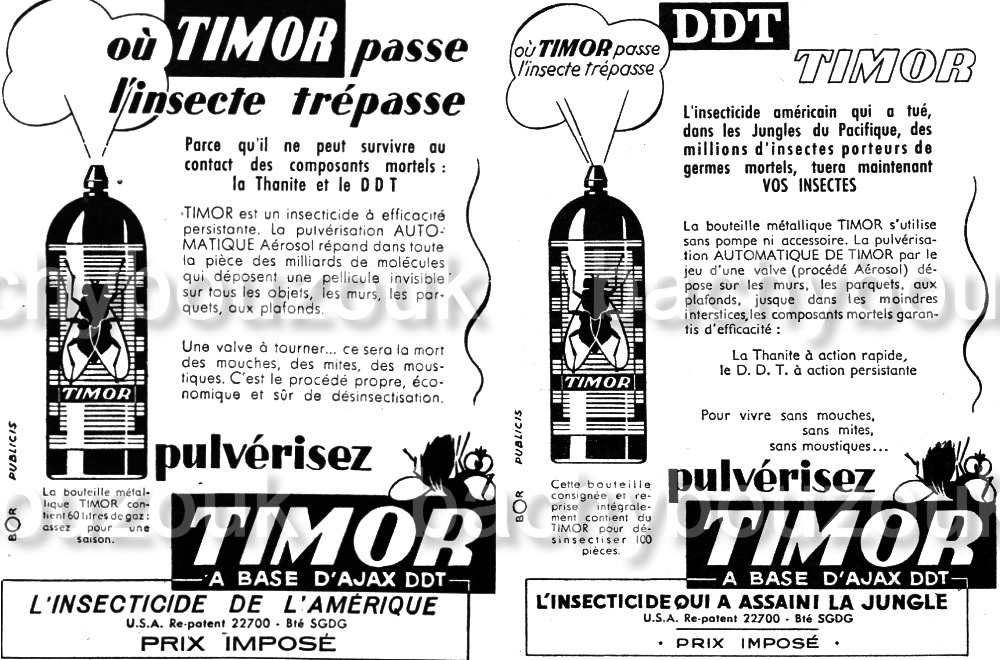 où TIMOR passe
l'insecte trépasse
Parce qu'il ne peut survivre au
contact des composants mortels :
la Thanite et le DDT
TIMOR est un insecticide à efficacité
persistante. La pulvérisation AUTO-
MATIQUE Aérosol répand dans toute
la pièce des milliards de molécules
qui déposent une pellicule invisible
sur tous les objets, les murs, les par-
quets, aux plafonds.
Une valve à tourner... ce sera la mort
des mouches, des mites, des mous-
tiques. C'est le procédé propre, éco-
nomique et sûr de désinsectisation.
TIMOR
BOR PUBLICIS
pulvérisez
La bouteille métal-
lique TIMOR con-
tient 60 litres de gaz :
assez pour une
saison.
TIMOR
A BASE D'AJAX DDT
L'INSECTICIDE DE L'AMÉRIQUE
U.S.A. Re-patent 22700 - Bté SGDG
PRIX IMPOSÉ
où TIMOR passe
l'insecte trépasse
DDT
TIMOR
L'insecticide américain qui a tué,
dans les Jungles du Pacifique, des
millions d'insectes porteurs de
germes mortels, tuera maintenant
VOS INSECTES
La bouteille métallique TIMOR s'utilise
sans pompe ni accessoire. La pulvérisa-
tion AUTOMATIQUE DE TIMOR par le
jeu d'une valve (procédé Aérosol) dé-
pose sur les murs, les parquets, aux
plafonds, jusque dans les moindres
interstices, les composants mortels garan-
tis d'efficacité :
La Thanite à action rapide,
le D. D. T. à action persistante
Pour vivre sans mouches,
sans mites,
sans moustiques...
TIMOR
BOR PUBLICIS
pulvérisez
Cette bouteille
consignée et re-
prise intégrale-
ment contient du
TIMOR pour dé-
sinsectiser 100
pièces.
TIMOR
A BASE D'AJAX DDT
L'INSECTICIDE QUI A ASSAINI LA JUNGLE
U.S.A. Re-patent 22700 - Bté SGDG
· PRIX IMPOSÉ ·